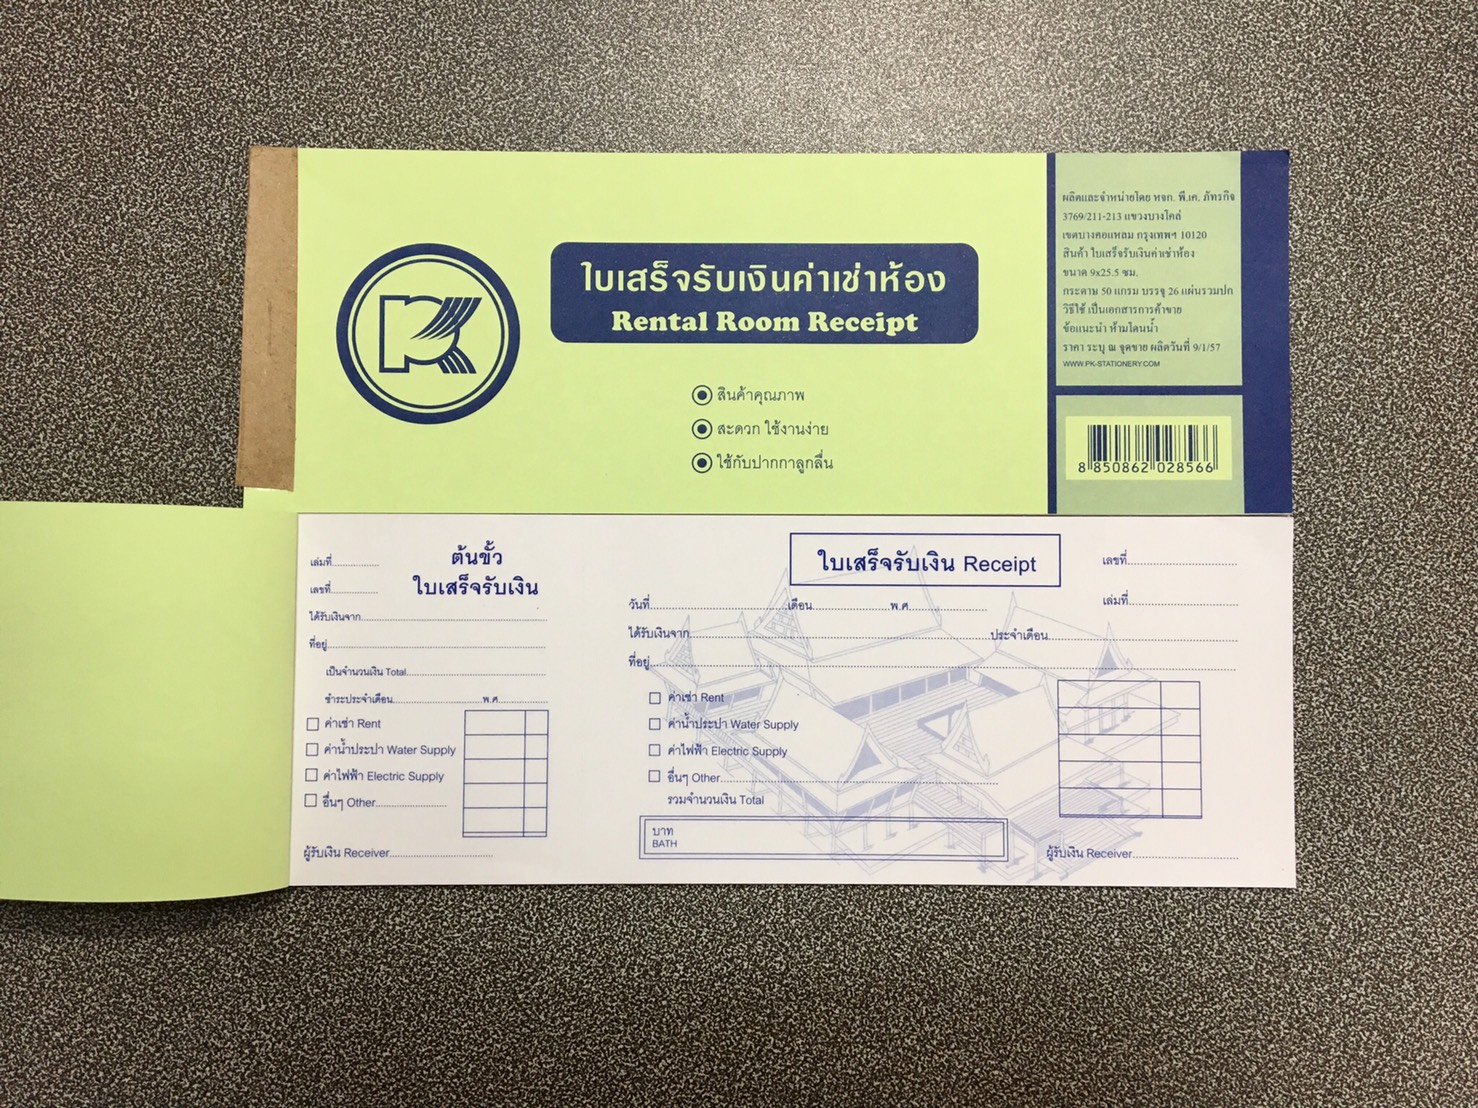 ใบเสร็จรับเงินค่าเช่าห้อง
Rental Room Receipt
สินค้าคุณภาพ
สะดวก ใช้งานง่าย
ใช้กับปากกาลูกลื่น
ผลิตและจำหน่ายโดย หจก. พี.เค. ภัทรกิจ
3769/211-213 แขวงบางโคล่
เขตบางคอแหลม กรุงเทพฯ 10120
สินค้า ใบเสร็จรับเงินค่าเช่าห้อง
ขนาด 9x25.5 ซม.
กระดาษ 50 แกรม บรรจุ 26 แผ่นรวมปก
วิธีใช้ เป็นเอกสารการค้าขาย
ข้อแนะนำ ห้ามโดนน้ำ
ราคา ระบุ ณ จุดขาย ผลิตวันที่ 9/1/57
WWW.PK-STATIONERY.COM
8 850862 028566
ต้นขั้ว
ใบเสร็จรับเงิน
เล่มที่
เลขที่
ได้รับเงินจาก
ที่อยู่
เป็นจำนวนเงิน Total
ชำระประจำเดือน พ.ศ.
ค่าเช่า Rent
ค่าน้ำประปา Water Supply
ค่าไฟฟ้า Electric Supply
อื่นๆ Other
ผู้รับเงิน Receiver
ใบเสร็จรับเงิน Receipt
เลขที่
เล่มที่
วันที่ เดือน พ.ศ.
ได้รับเงินจาก ประจำเดือน
ที่อยู่
ค่าเช่า Rent
ค่าน้ำประปา Water Supply
ค่าไฟฟ้า Electric Supply
อื่นๆ Other
รวมจำนวนเงิน Total
บาท
BATH
ผู้รับเงิน Receiver